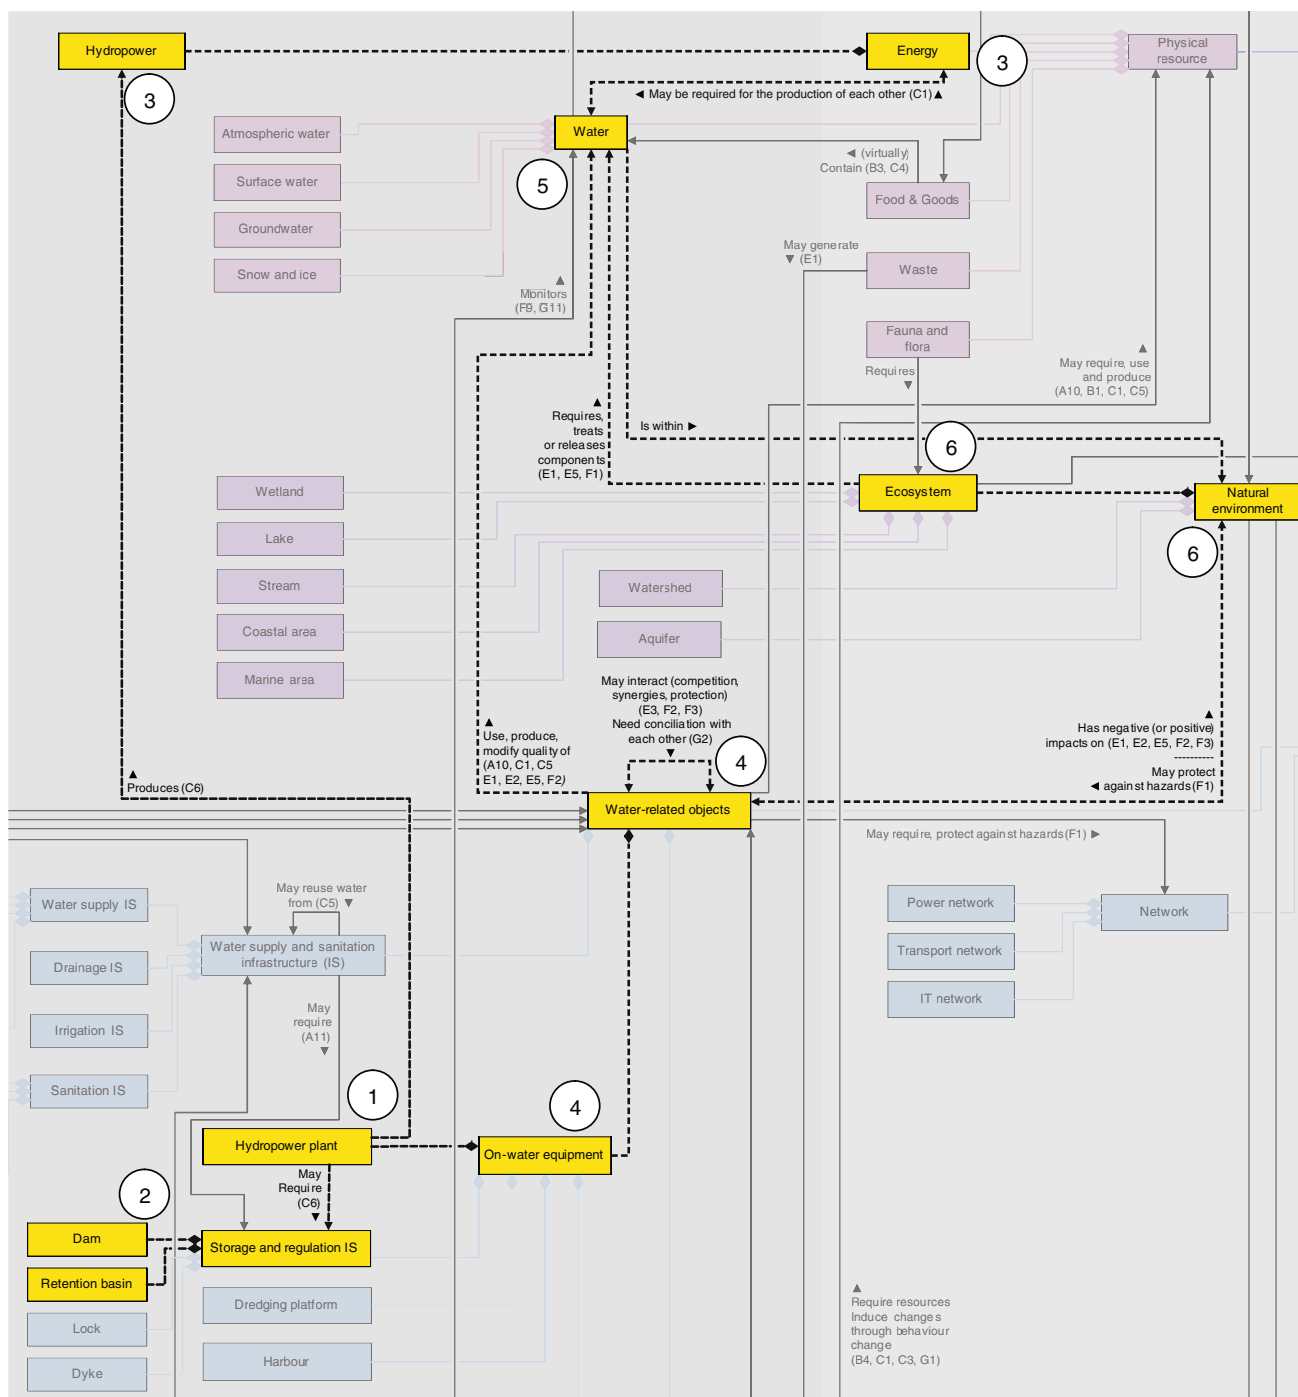 Hydropower
Energy
Physical
resource
3
3
◄ May be required for the production of each other (C1) ▲
Atmospheric water
Water
◄ (virtually)
Contain (B3, C4)
Surface water
5
Food & Goods
Groundwater
May generate
▼ (E1)
Waste
Snow and ice
▲
Monitors
(F9, G11)
Fauna and
flora
Requires
▼
▲
May require, use
and produce
(A10, B1, C1, C5)
▲
Requires,
treats
or releases
components
(E1, E5, F1)
Is within ►
6
Wetland
Ecosystem
Natural
environment
Lake
6
Stream
Watershed
Coastal area
Aquifer
Marine area
May interact (competition,
synergies, protection)
(E3, F2, F3)
Need conciliation with
each other (G2)
▼
▲
Use, produce,
modify quality of
(A10, C1, C5
E1, E2, E5, F2)
4
▲
Has negative (or positive)
impacts on (E1, E2, E5, F2, F3)
----------
May protect
◄ against hazards (F1)
▲
Produces (C6)
Water-related objects
May require, protect against hazards (F1) ►
May reuse water
from (C5) ▼
Water supply IS
Power network
Network
Water supply and sanitation
infrastructure (IS)
Transport network
Drainage IS
IT network
May
require
(A11)
▼
Irrigation IS
Sanitation IS
1
4
Hydropower plant
On-water equipment
May
Require
(C6)
▼
2
Dam
Storage and regulation IS
Retention basin
Dredging platform
Lock
Harbour
Dyke
▲
Require resources
Induce changes
through behaviour
change
(B4, C1, C3, G1)